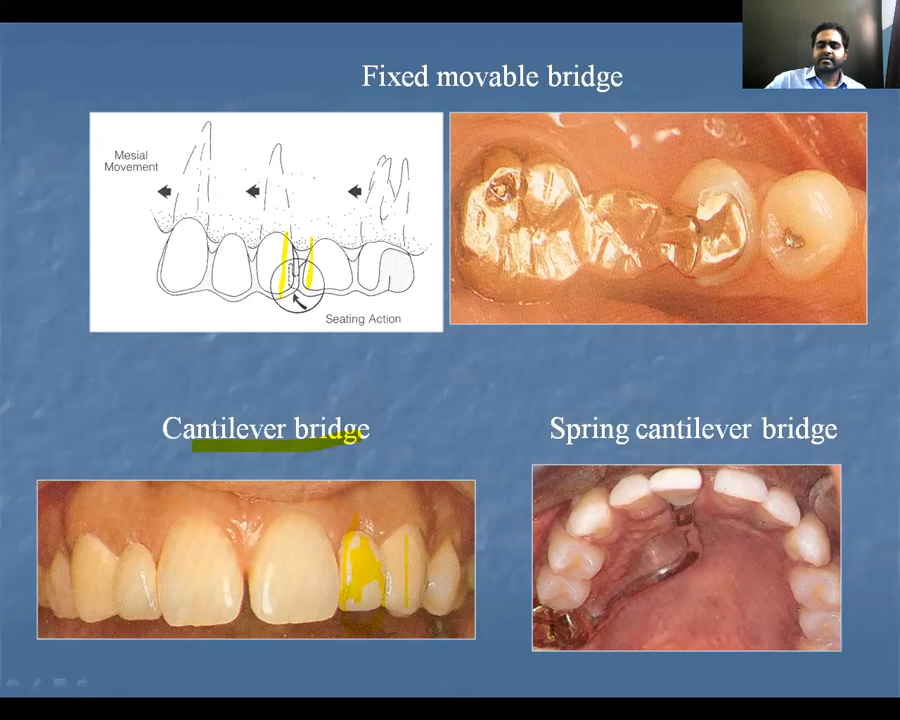 Fixed movable bridge
Mesial
Movement
Seating Action
Cantilever bridge
Spring cantilever bridge